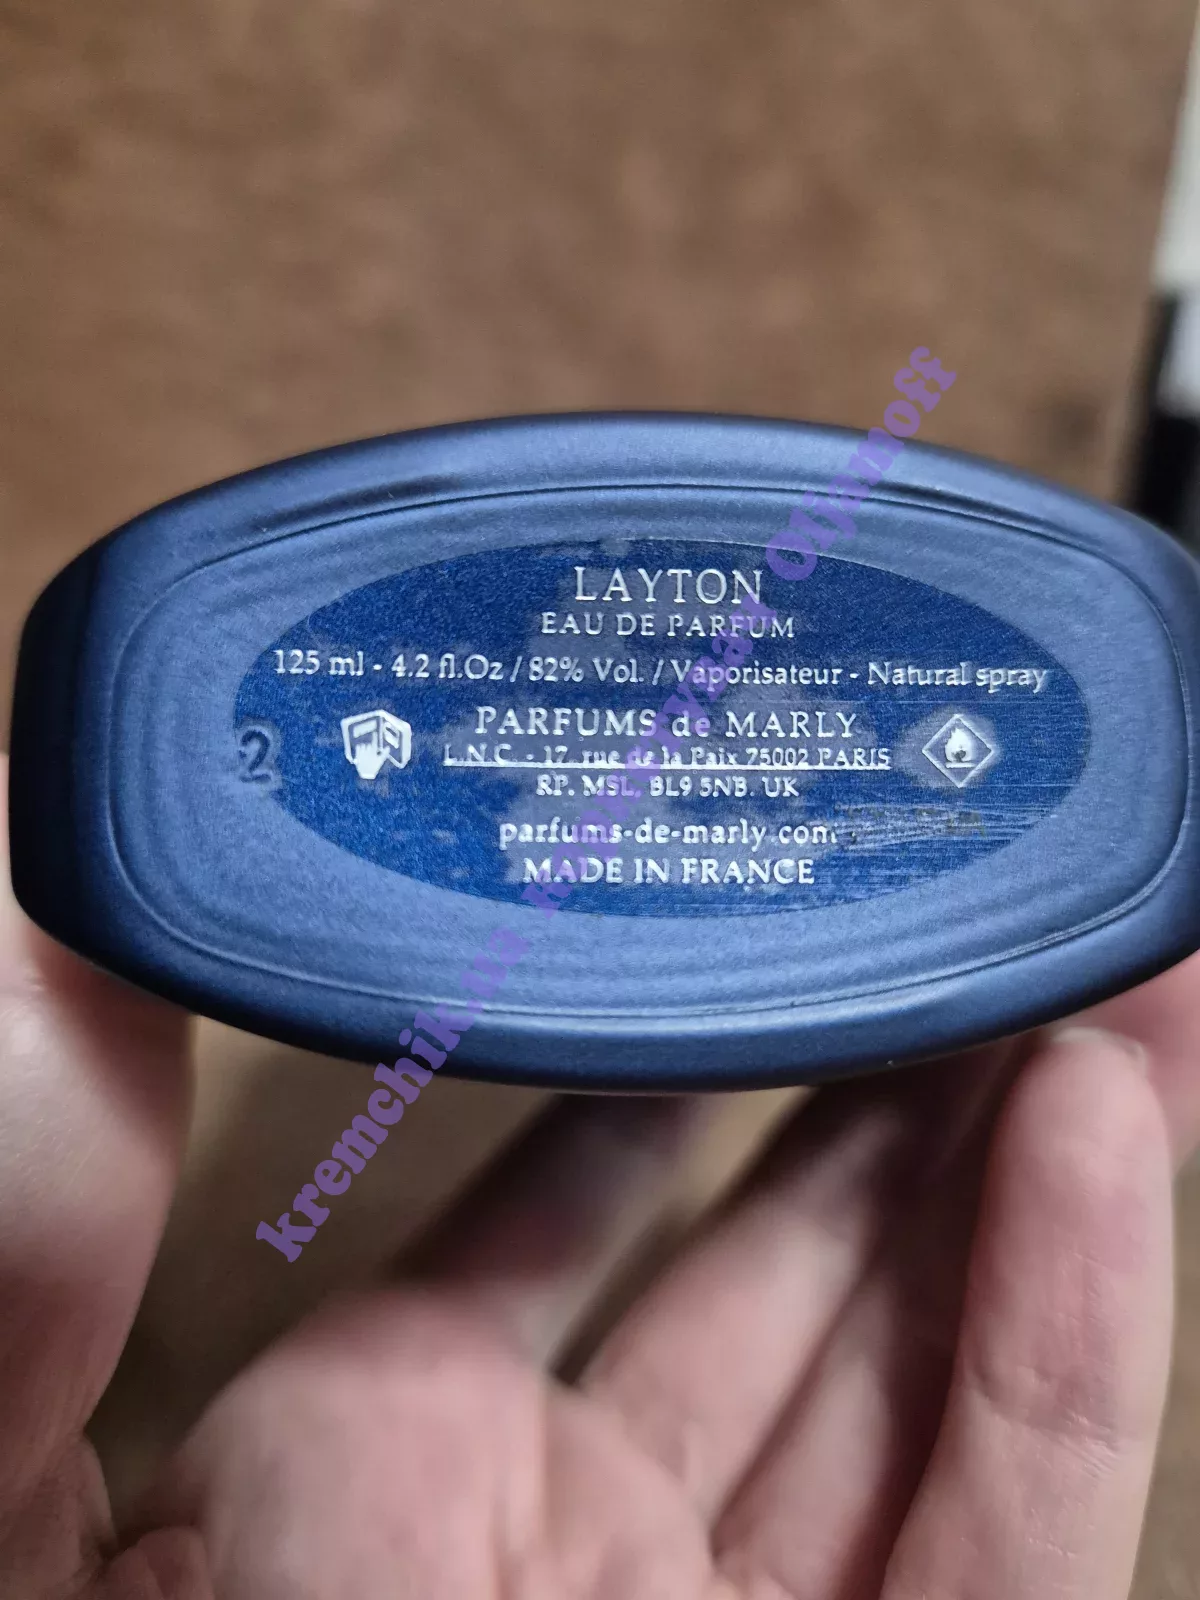 LAYTON
EAU DE PARFUM
125 ml - 4.2 fl.Oz / 82% Vol. / Vaporisateur - Natural spray
2
PARFUMS de MARLY
L.N.C. - 17, rue de la Paix 75002 PARIS
RP. MSL, BL9 5NB, UK
parfums-de-marly.com
MADE IN FRANCE
kremchik.ua Oljanoff